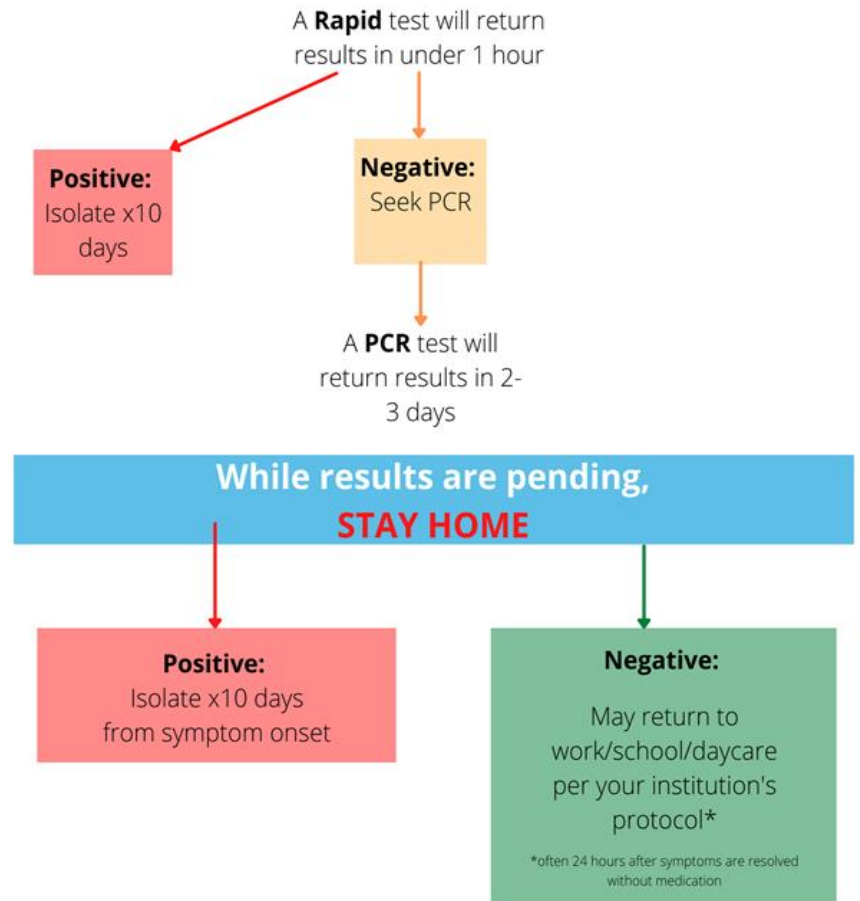 A Rapid test will return
results in under 1 hour
Positive:
Isolate x10
days
Negative:
Seek PCR
A PCR test will
return results in 2-
3 days
While results are pending,
STAY HOME
Positive:
Isolate x10 days
from symptom onset
Negative:
May return to
work/school/daycare
per your institution's
protocol*
*often 24 hours after symptoms are resolved
without medication